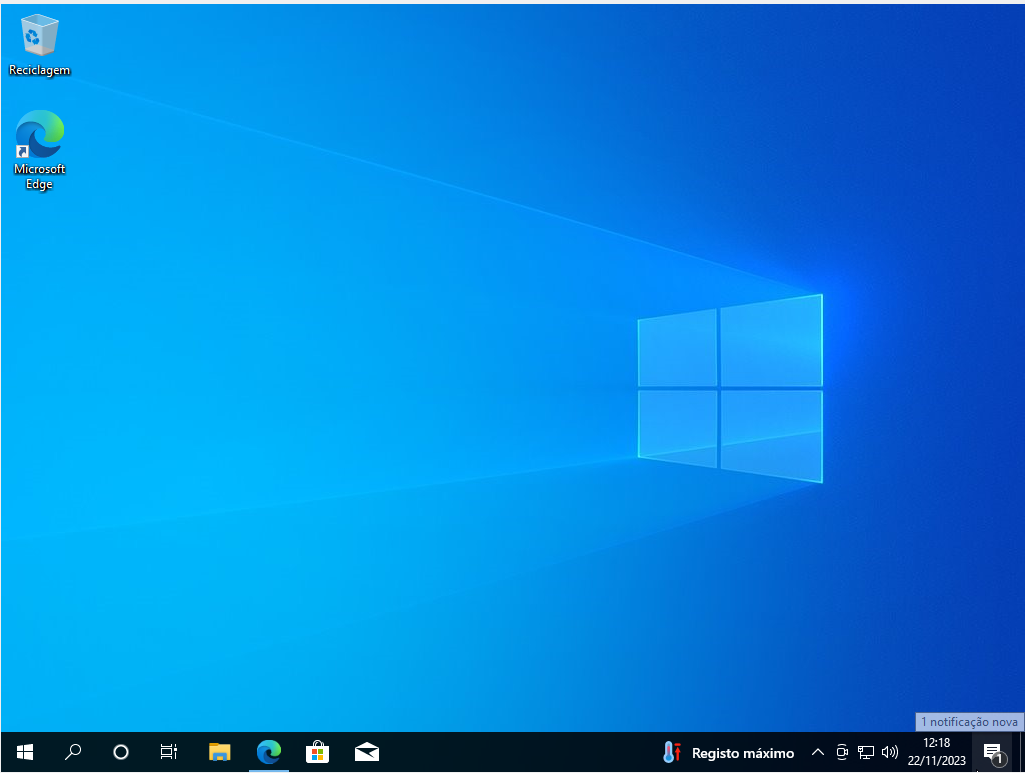 Reciclagem
Microsoft
Edge
1 notificação nova
Registo máximo
12:18
22/11/2023
1